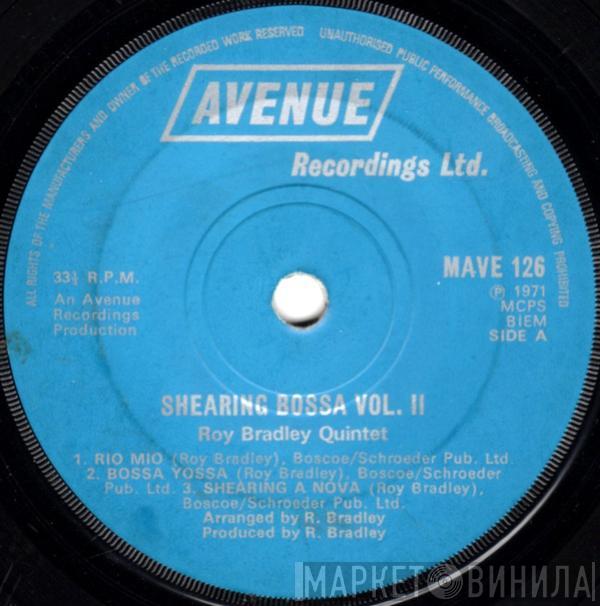 ALL RIGHTS OF THE MANUFACTURERS AND OWNER OF THE RECORDED WORK RESERVED UNAUTHORISED PUBLIC PERFORMANCE BROADCASTING AND COPYING PROHIBITED
AVENUE
Recordings Ltd.
33⅓ R.P.M.
An Avenue
Recordings
Production
MAVE 126
℗ 1971
MCPS
BIEM
SIDE A
SHEARING BOSSA VOL. II
Roy Bradley Quintet
1. RIO MIO (Roy Bradley), Boscoe/Schroeder Pub. Ltd.
2. BOSSA YOSSA (Roy Bradley), Boscoe/Schroeder
Pub. Ltd. 3. SHEARING A NOVA (Roy Bradley),
Boscoe/Schroeder Pub. Ltd.
Arranged by R. Bradley
Produced by R. Bradley
МАРКЕТ ВИНИЛА